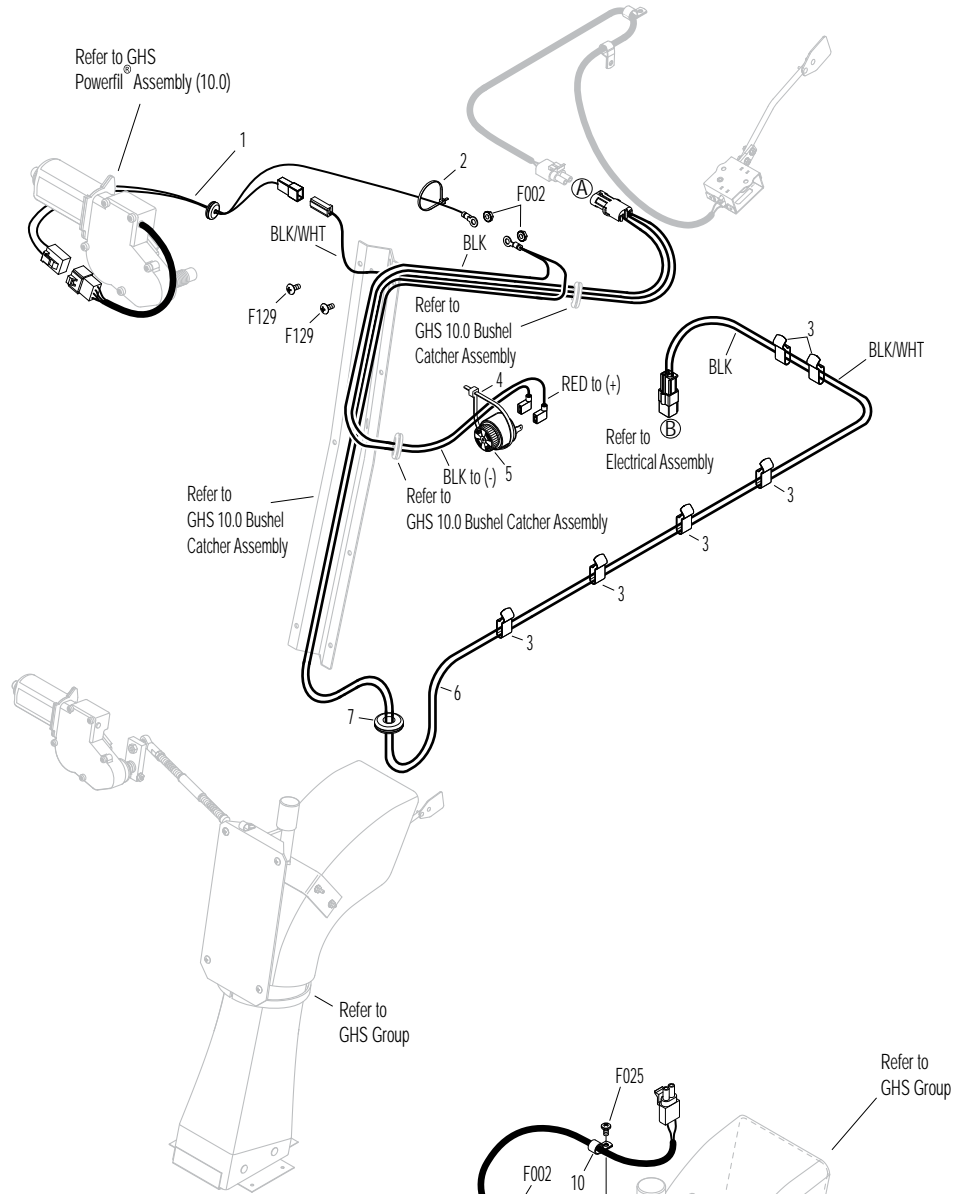 Refer to GHS
Powerfil® Assembly (10.0)
1
2
F002
A
BLK/WHT
BLK
F129
F129
Refer to
GHS 10.0 Bushel
Catcher Assembly
3
BLK
BLK/WHT
4
RED to (+)
B
Refer to
Electrical Assembly
5
BLK to (-)
Refer to
GHS 10.0 Bushel Catcher Assembly
Refer to
GHS 10.0 Bushel
Catcher Assembly
3
3
3
3
6
7
Refer to
GHS Group
Refer to
GHS Group
F025
F002
10